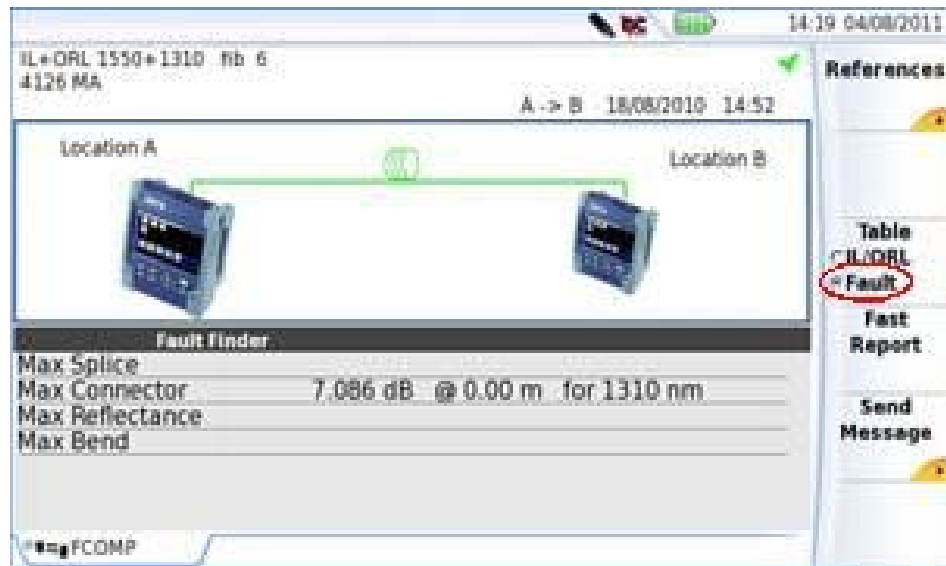 14:19 04/08/2011
IL+ORL 1550+1310 fib 6
4126 MA
A -> B 18/08/2010 14:52
References
Location A
Location B
Table
IL/ORL
Fault
Fast
Report
Send
Message
Fault Finder
Max Splice
Max Connector 7.086 dB @ 0.00 m for 1310 nm
Max Reflectance
Max Bend
FCOMP